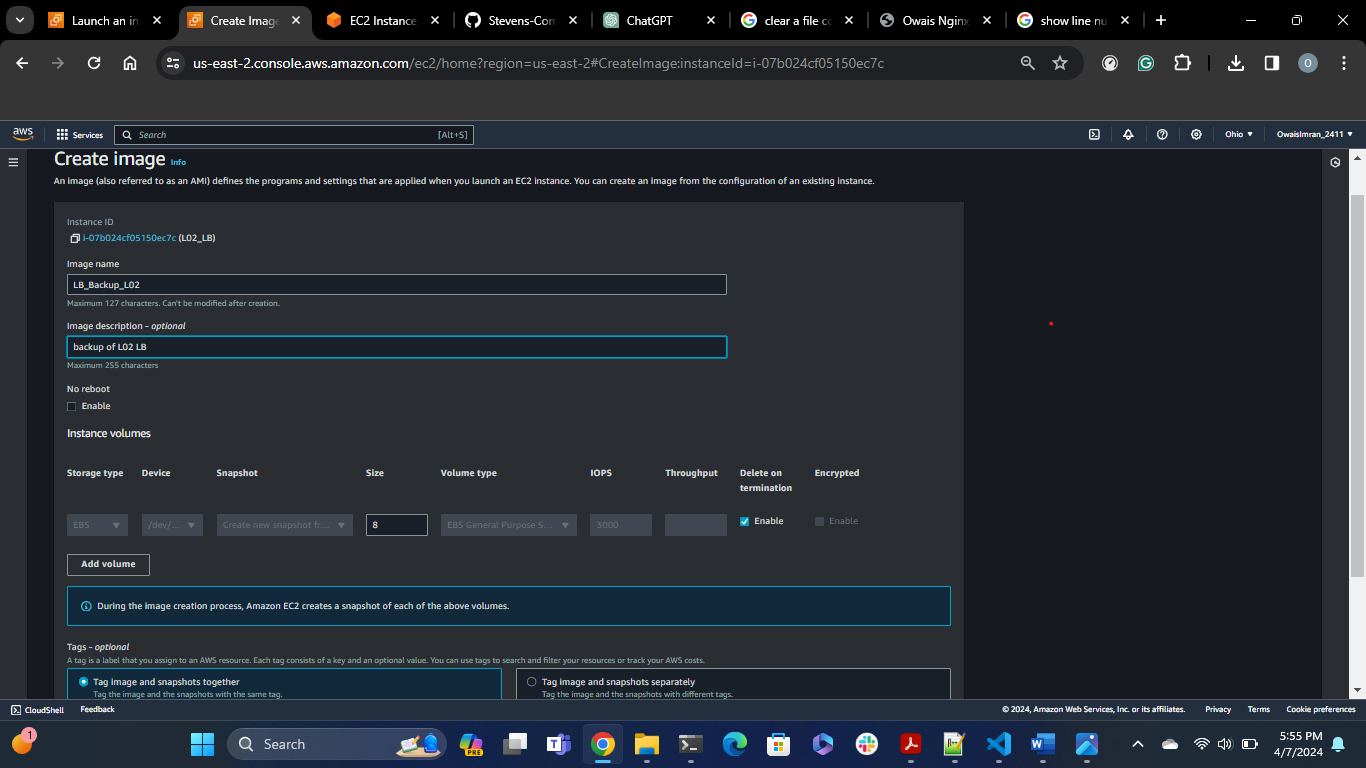 Launch an in
Create Image
EC2 Instance
Stevens-Com
ChatGPT
clear a file co
Owais Nginx
show line nu
us-east-2.console.aws.amazon.com/ec2/home?region=us-east-2#CreateImage:instanceId=i-07b024cf05150ec7c
O
aws
Services
Search
[Alt+S]
Ohio
OwaisImran_2411
Create image Info
An image (also referred to as an AMI) defines the programs and settings that are applied when you launch an EC2 instance. You can create an image from the configuration of an existing instance.
Instance ID
i-07b024cf05150ec7c (L02_LB)
Image name
LB_Backup_L02
Maximum 127 characters. Can't be modified after creation.
Image description - optional
backup of L02 LB
Maximum 255 characters
No reboot
Enable
Instance volumes
Storage type Device Snapshot Size Volume type IOPS Throughput Delete on termination Encrypted
EBS /dev/... Create new snapshot fr... 8 EBS General Purpose S... 3000 Enable Enable
Add volume
During the image creation process, Amazon EC2 creates a snapshot of each of the above volumes.
Tags - optional
A tag is a label that you assign to an AWS resource. Each tag consists of a key and an optional value. You can use tags to search and filter your resources or track your AWS costs.
Tag image and snapshots together
Tag the image and the snapshots with the same tag.
Tag image and snapshots separately
Tag the image and the snapshots with different tags.
CloudShell Feedback
© 2024, Amazon Web Services, Inc. or its affiliates. Privacy Terms Cookie preferences
1
Search
PRE
5:55 PM
4/7/2024